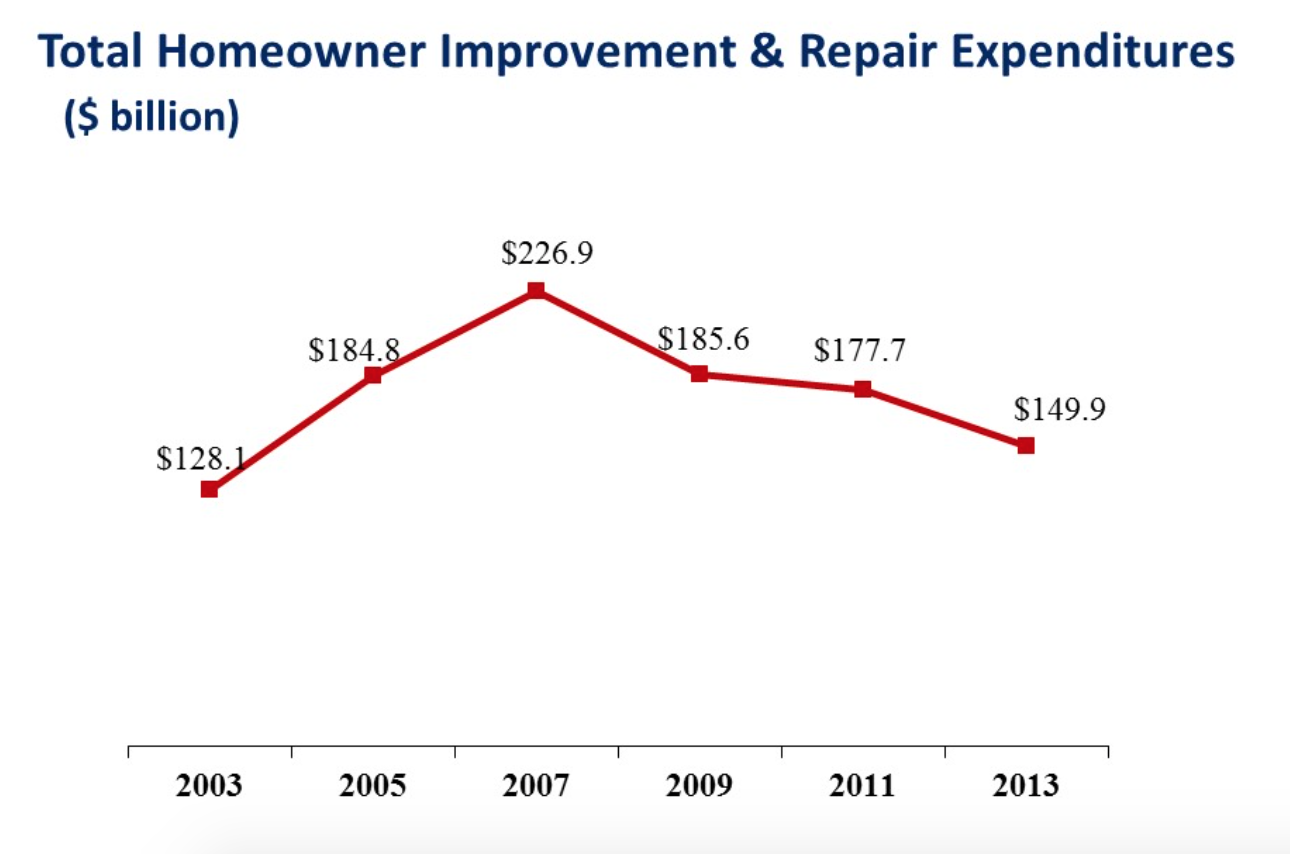 Total Homeowner Improvement & Repair Expenditures
($ billion)
$226.9
$185.6
$184.8
$177.7
$149.9
$128.1
2003 2005 2007 2009 2011 2013